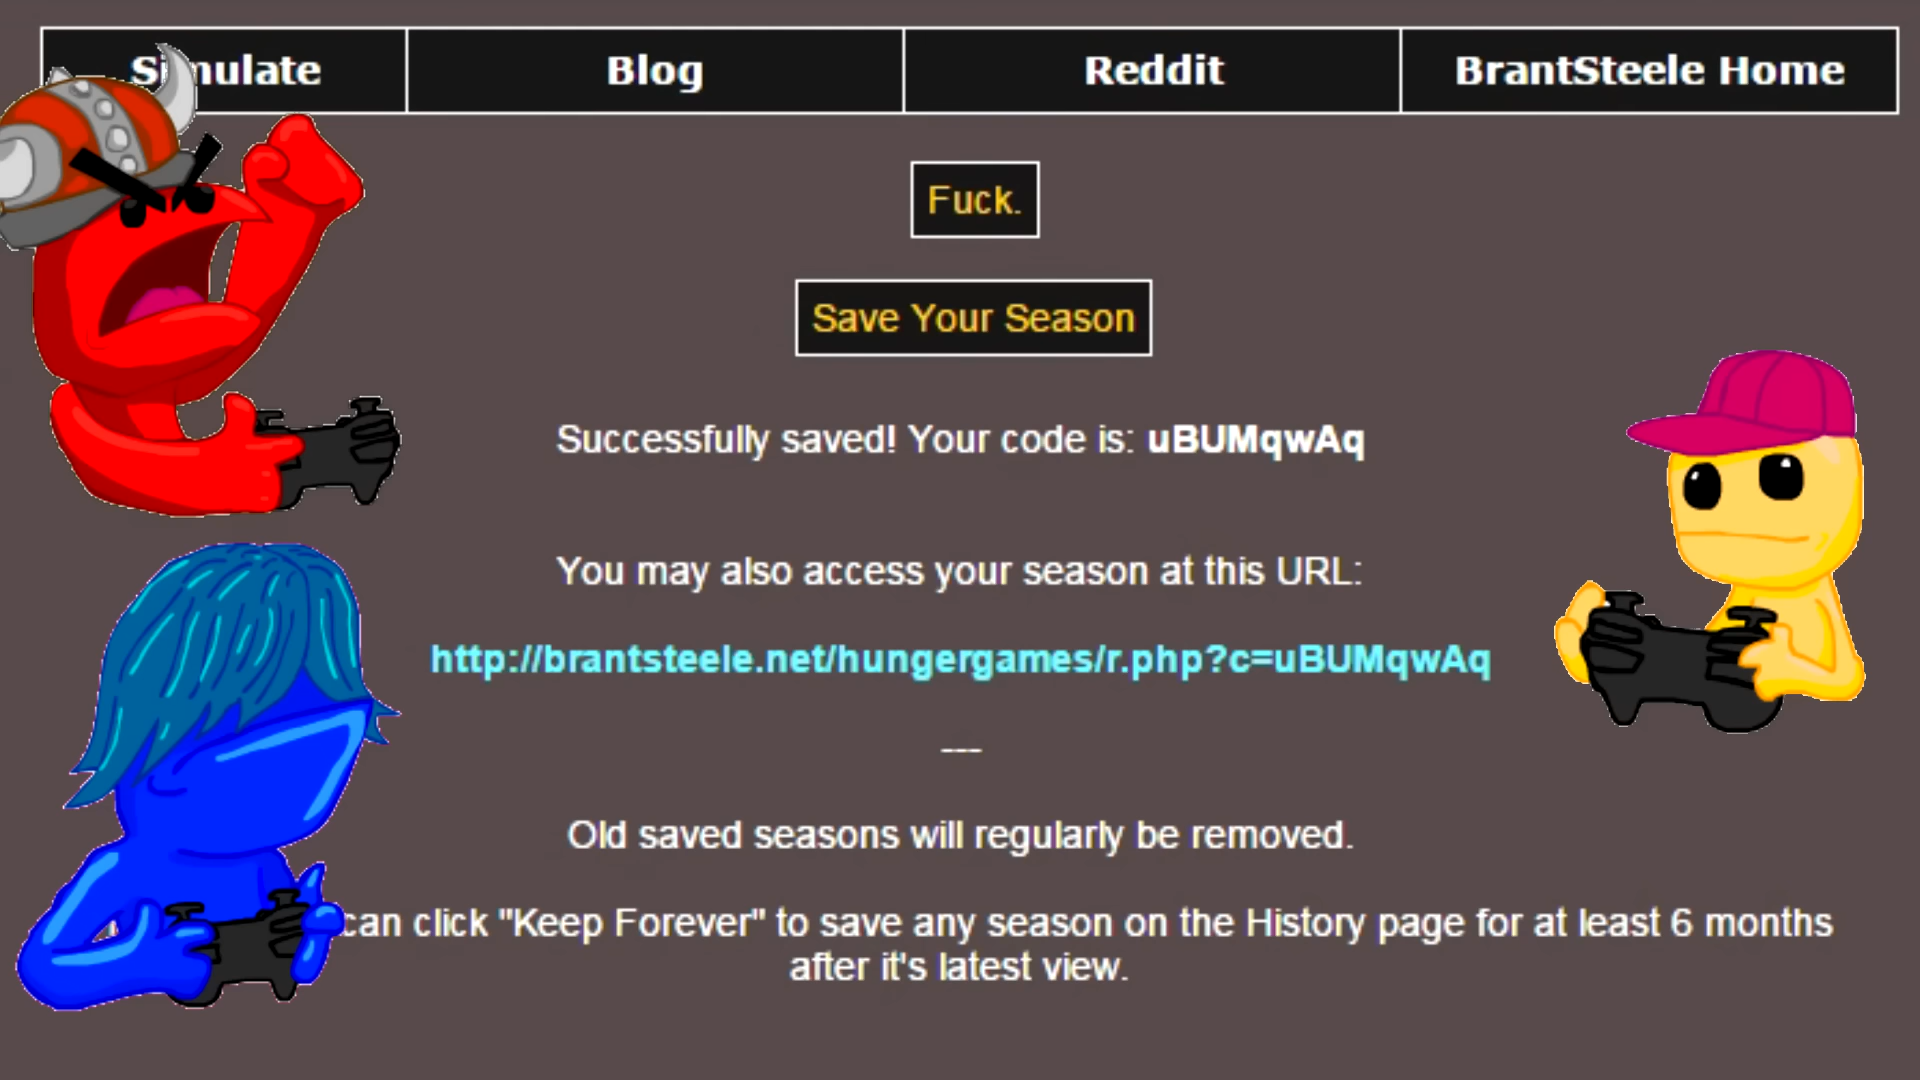 Simulate Blog Reddit BrantSteele Home
Fuck.
Save Your Season
Successfully saved! Your code is: uBUMqwAq
You may also access your season at this URL:
http://brantsteele.net/hungergames/r.php?c=uBUMqwAq
---
Old saved seasons will regularly be removed.
can click "Keep Forever" to save any season on the History page for at least 6 months
after it's latest view.